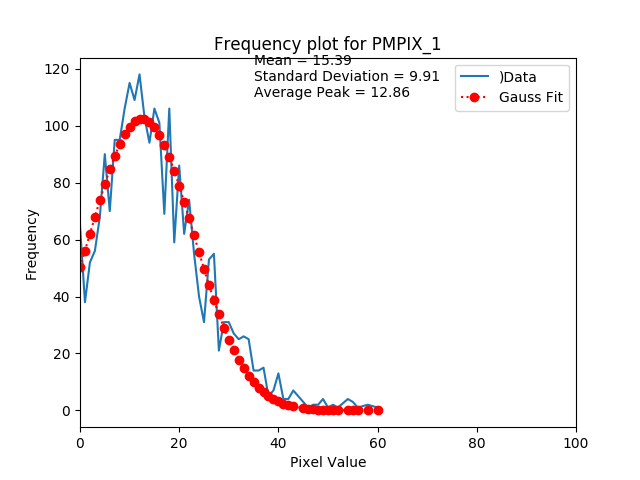 Frequency plot for PMPIX_1
Mean = 15.39
Standard Deviation = 9.91
Average Peak = 12.86
)Data
Gauss Fit
Frequency
120
100
80
60
40
20
0
0 20 40 60 80 100
Pixel Value